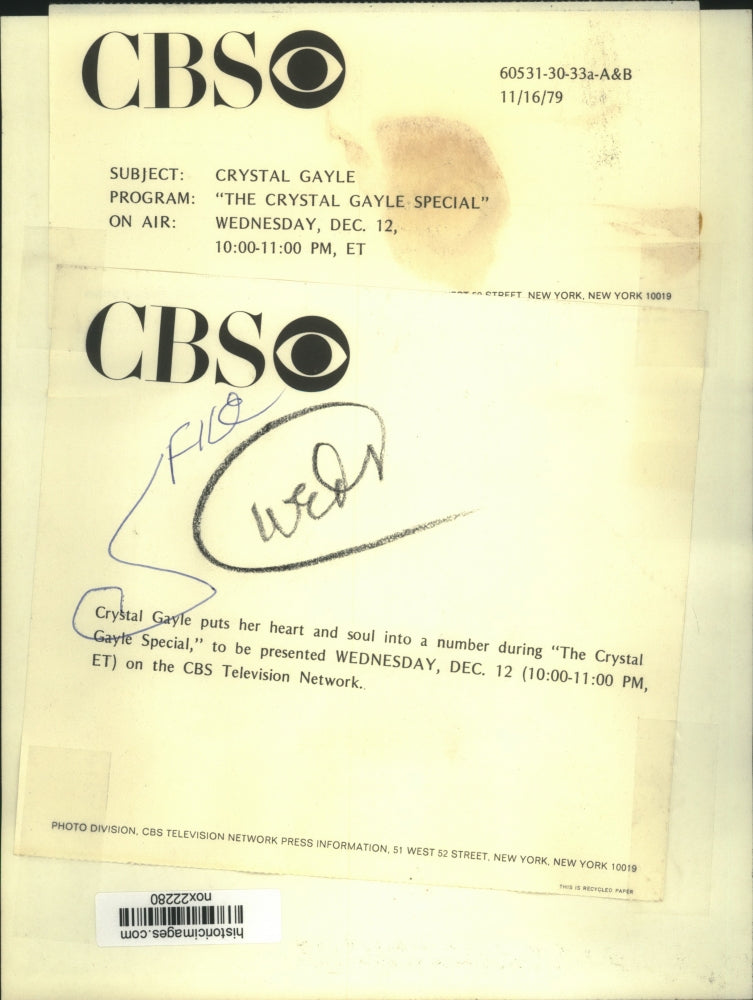 CBS
60531-30-33a-A&B
11/16/79
SUBJECT: CRYSTAL GAYLE
PROGRAM: "THE CRYSTAL GAYLE SPECIAL"
ON AIR: WEDNESDAY, DEC. 12,
10:00-11:00 PM, ET
STREET, NEW YORK, NEW YORK 10019
CBS
FILE
WED
Crystal Gayle puts her heart and soul into a number during "The Crystal
Gayle Special," to be presented WEDNESDAY, DEC. 12 (10:00-11:00 PM,
ET) on the CBS Television Network.
PHOTO DIVISION, CBS TELEVISION NETWORK PRESS INFORMATION, 51 WEST 52 STREET, NEW YORK, NEW YORK 10019
THIS IS RECYCLED PAPER
historicimages.com
nox22280